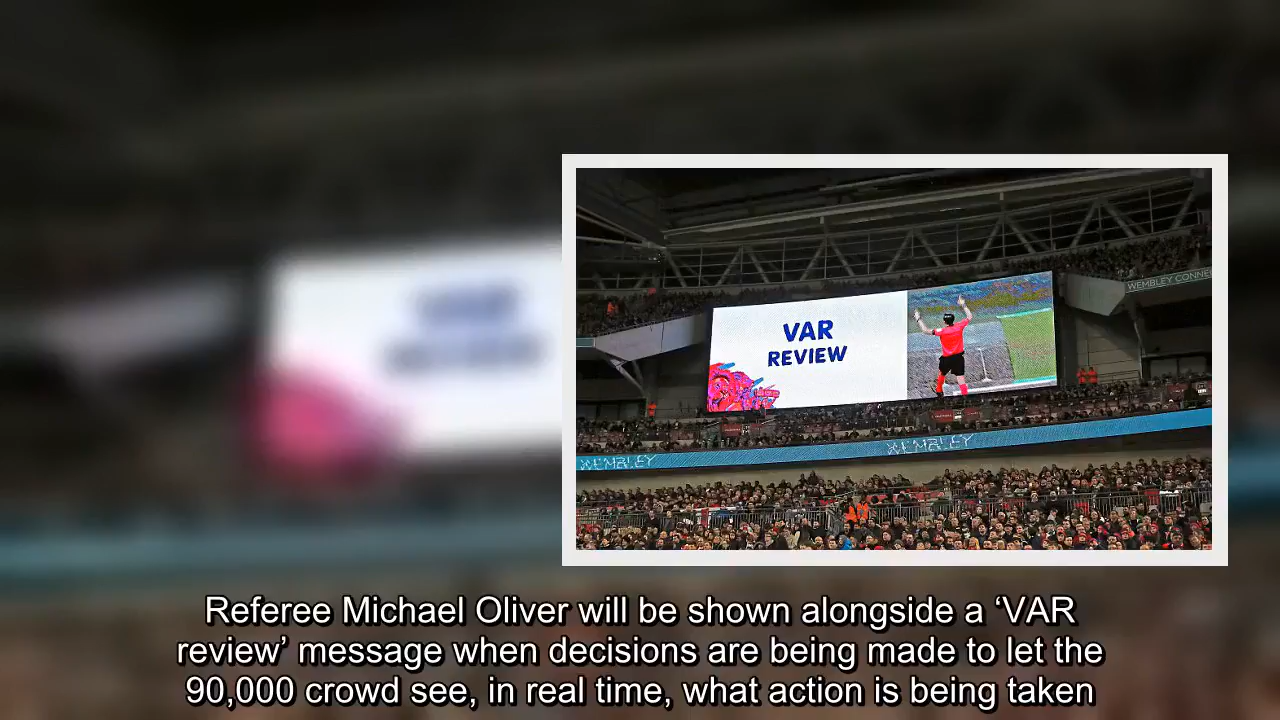 WEMBLEY CONNE
VAR
REVIEW
WEMBLEY
WEMBLEY
Referee Michael Oliver will be shown alongside a ‘VAR
review’ message when decisions are being made to let the
90,000 crowd see, in real time, what action is being taken